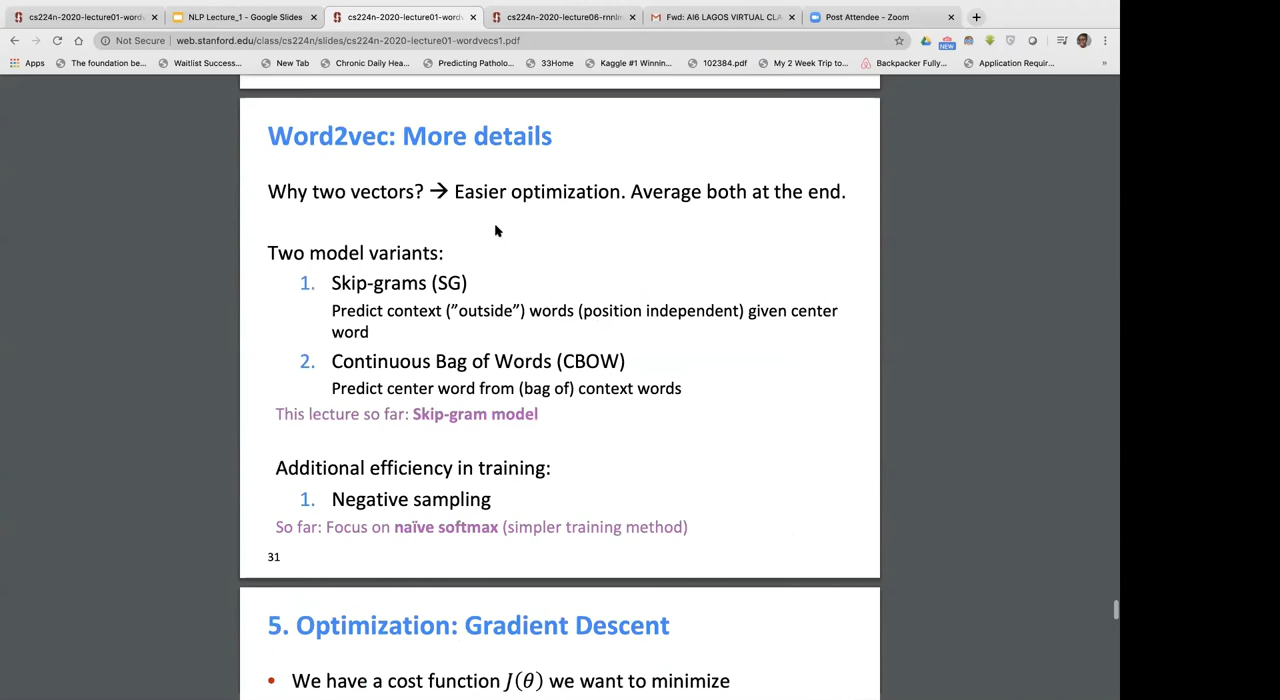 cs224n-2020-lecture01-word
NLP Lecture_1 - Google Slides
cs224n-2020-lecture01-wordv
cs224n-2020-lecture06-rnnlm
Fwd: AI6 LAGOS VIRTUAL CLA
Post Attendee - Zoom
Not Secure | web.stanford.edu/class/cs224n/slides/cs224n-2020-lecture01-wordvecs1.pdf
NEW
Apps
The foundation be...
Waitlist Success...
New Tab
Chronic Daily Hea...
Predicting Patholo...
33Home
Kaggle #1 Winnin...
102384.pdf
My 2 Week Trip to...
Backpacker Fully...
Application Requir...
»
Word2vec: More details
Why two vectors? → Easier optimization. Average both at the end.
Two model variants:
1. Skip-grams (SG)
Predict context (”outside”) words (position independent) given center
word
2. Continuous Bag of Words (CBOW)
Predict center word from (bag of) context words
This lecture so far: Skip-gram model
Additional efficiency in training:
1. Negative sampling
So far: Focus on naïve softmax (simpler training method)
31
5. Optimization: Gradient Descent
• We have a cost function J(θ) we want to minimize